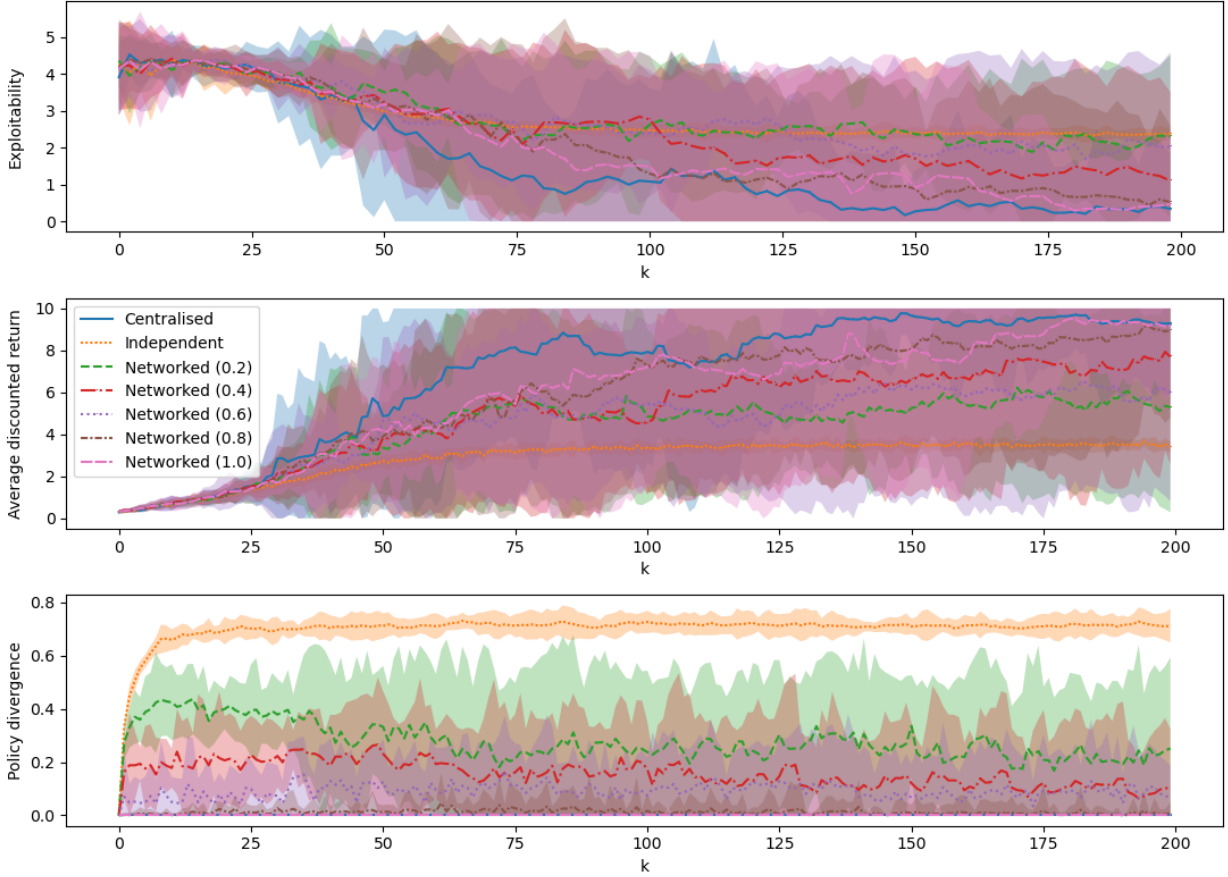 Exploitability
5
4
3
2
1
0
0 25 50 75 100 125 150 175 200
k
Average discounted return
10
8
6
4
2
0
Centralised
Independent
Networked (0.2)
Networked (0.4)
Networked (0.6)
Networked (0.8)
Networked (1.0)
0 25 50 75 100 125 150 175 200
k
Policy divergence
0.8
0.6
0.4
0.2
0.0
0 25 50 75 100 125 150 175 200
k